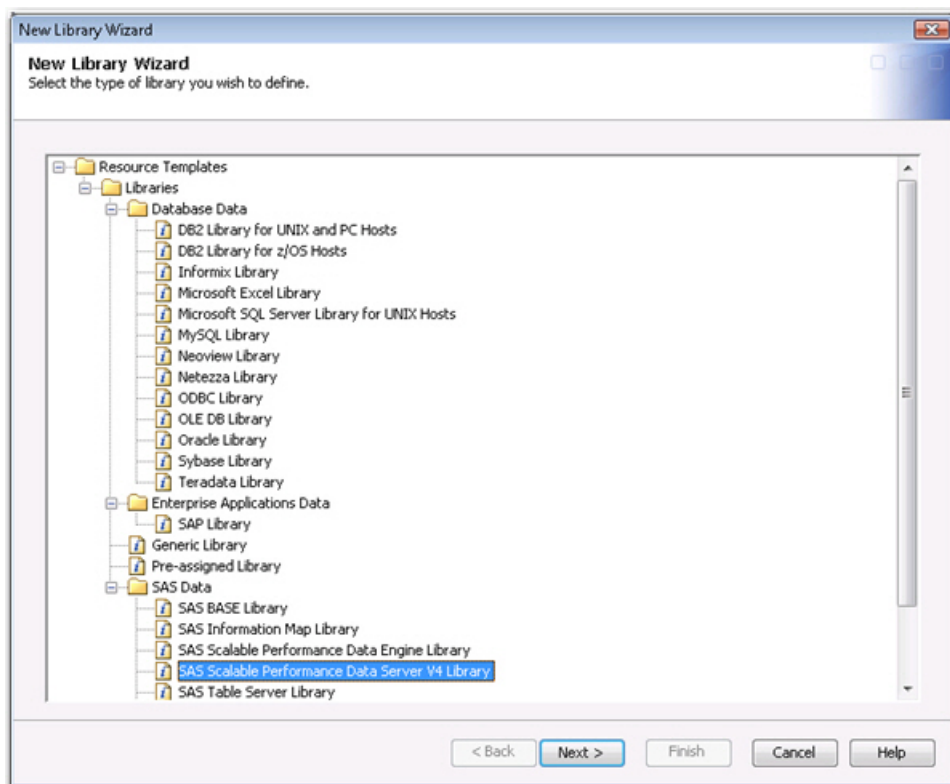 New Library Wizard
New Library Wizard
Select the type of library you wish to define.
Resource Templates
Libraries
Database Data
DB2 Library for UNIX and PC Hosts
DB2 Library for z/OS Hosts
Informix Library
Microsoft Excel Library
Microsoft SQL Server Library for UNIX Hosts
MySQL Library
Neoview Library
Netezza Library
ODBC Library
OLE DB Library
Oracle Library
Sybase Library
Teradata Library
Enterprise Applications Data
SAP Library
Generic Library
Pre-assigned Library
SAS Data
SAS BASE Library
SAS Information Map Library
SAS Scalable Performance Data Engine Library
SAS Scalable Performance Data Server V4 Library
SAS Table Server Library
< Back Next > Finish Cancel Help